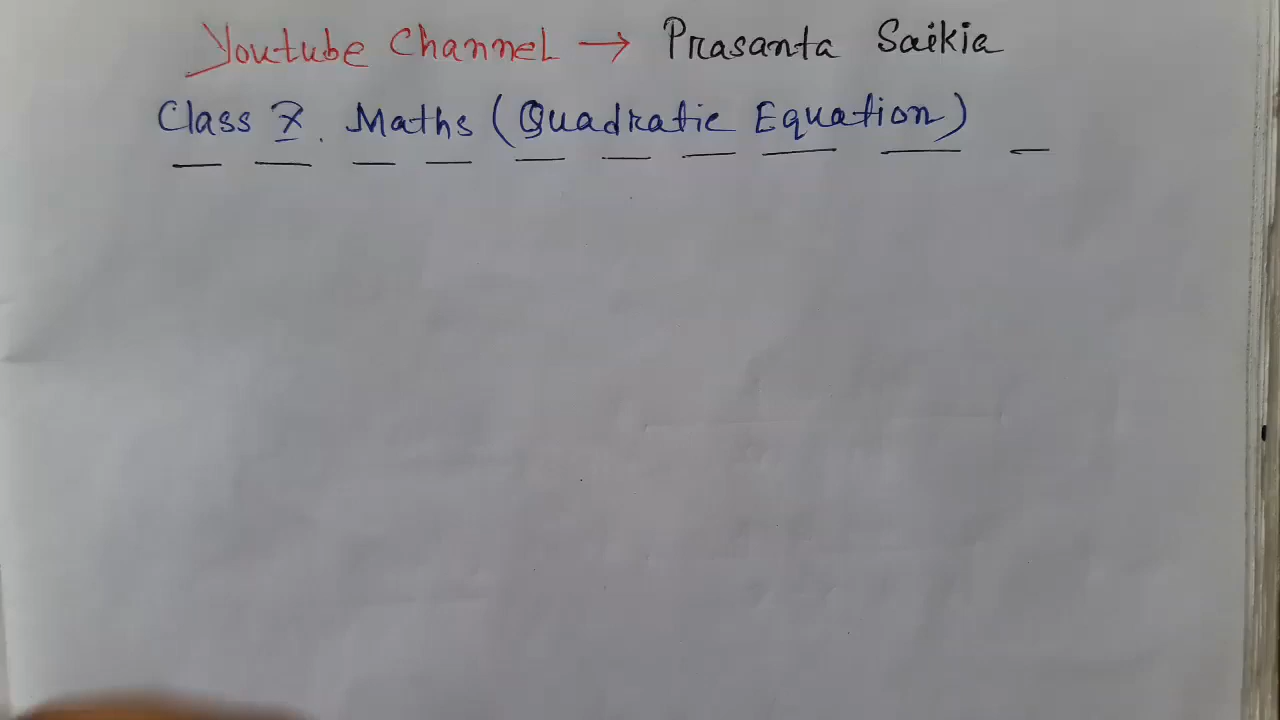 Youtube Channel → Prasanta Saikia
Class X. Maths (Quadratic Equation)